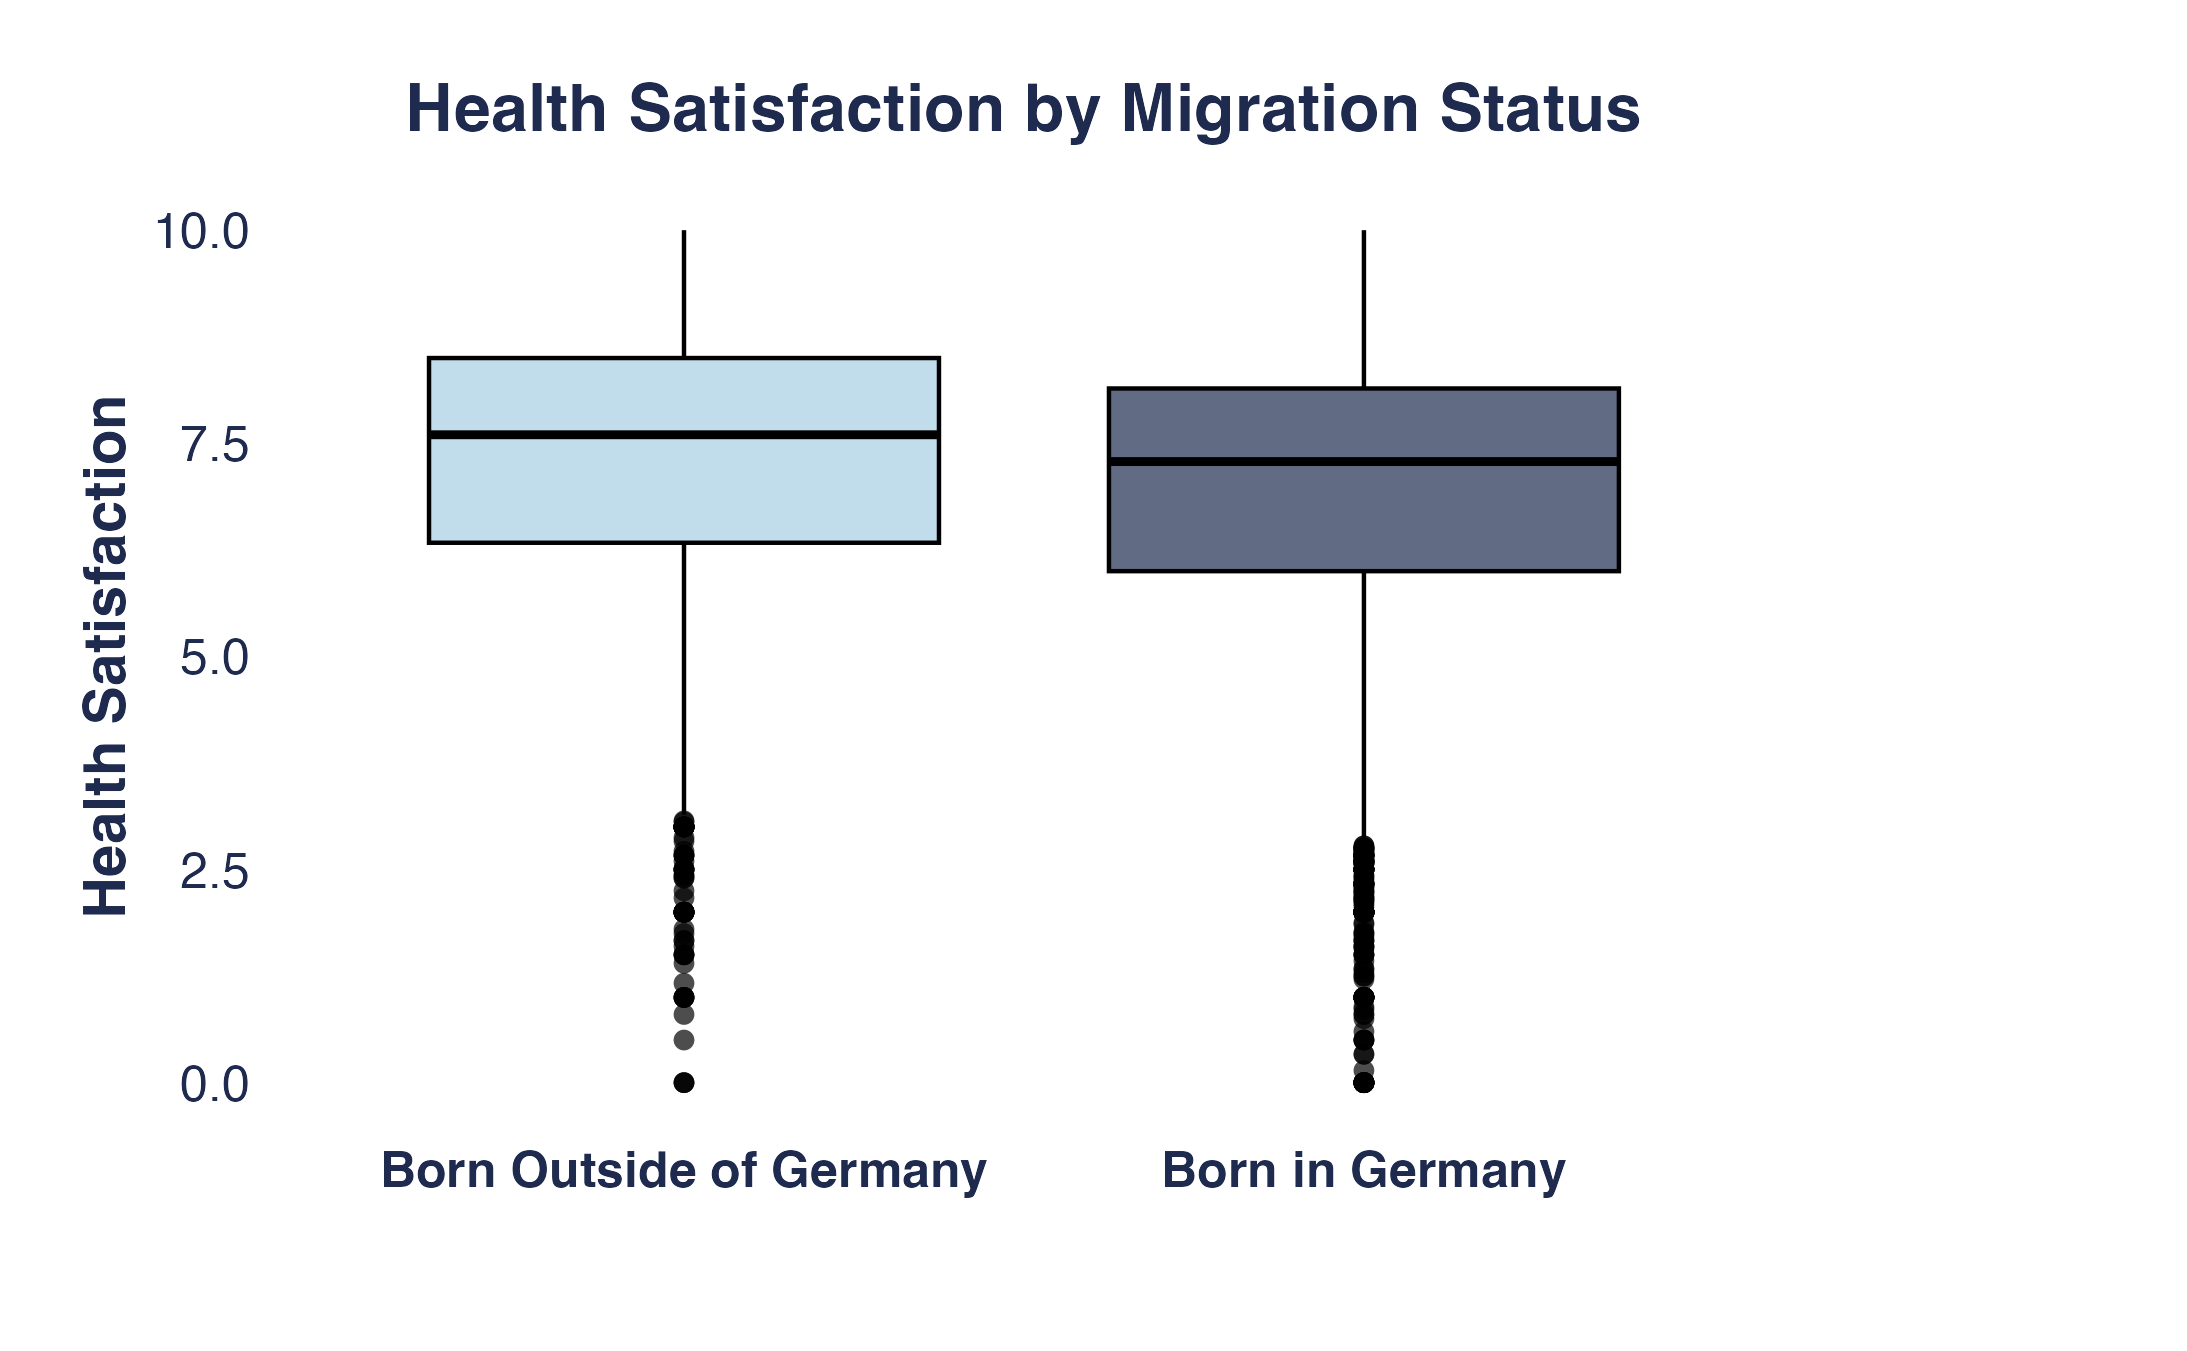 Health Satisfaction by Migration Status
Health Satisfaction
10.0
7.5
5.0
2.5
0.0
Born Outside of Germany
Born in Germany